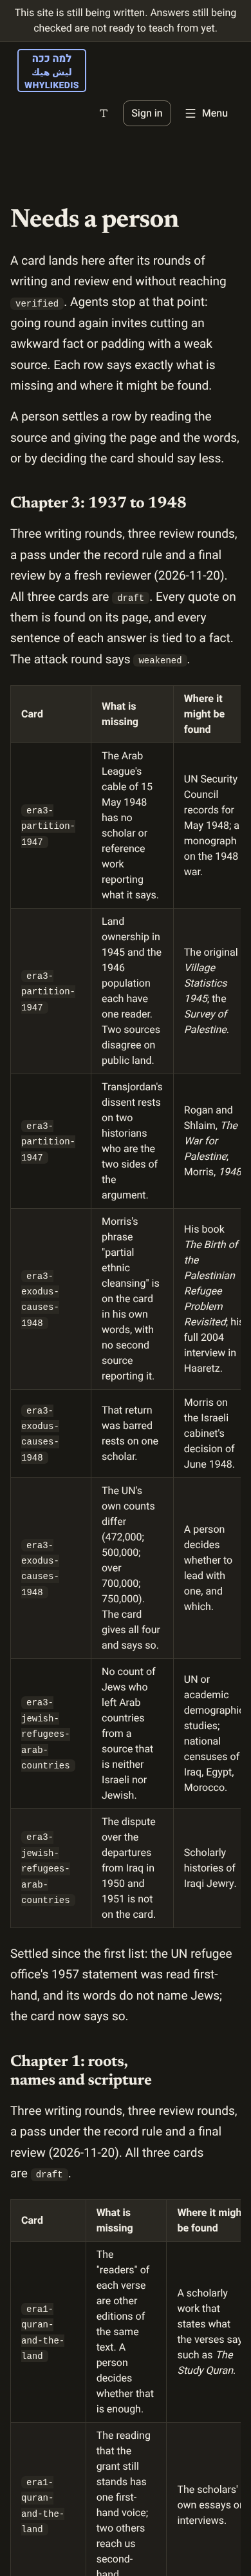 This site is still being written. Answers still being
checked are not ready to teach from yet.
למה ככה
ليش هيك
WHYLIKEDIS
Sign in
Menu
Needs a person
A card lands here after its rounds of
writing and review end without reaching
verified. Agents stop at that point:
going round again invites cutting an
awkward fact or padding with a weak
source. Each row says exactly what is
missing and where it might be found.
A person settles a row by reading the
source and giving the page and the words,
or by deciding the card should say less.
Chapter 3: 1937 to 1948
Three writing rounds, three review rounds,
a pass under the record rule and a final
review by a fresh reviewer (2026-11-20).
All three cards are draft. Every quote on
them is found on its page, and every
sentence of each answer is tied to a fact.
The attack round says weakened.
Card
What is
missing
Where it
might be
found
era3-
partition-
1947
The Arab
League's
cable of 15
May 1948
has no
scholar or
reference
work
reporting
what it says.
UN Security
Council
records for
May 1948; a
monograph
on the 1948
war.
era3-
partition-
1947
Land
ownership in
1945 and the
1946
population
each have
one reader.
Two sources
disagree on
public land.
The original
Village
Statistics
1945; the
Survey of
Palestine.
era3-
partition-
1947
Transjordan's
dissent rests
on two
historians
who are the
two sides of
the
argument.
Rogan and
Shlaim, The
War for
Palestine;
Morris, 1948
era3-
exodus-
causes-
1948
Morris's
phrase
"partial
ethnic
cleansing" is
on the card
in his own
words, with
no second
source
reporting it.
His book
The Birth of
the
Palestinian
Refugee
Problem
Revisited; his
full 2004
interview in
Haaretz.
era3-
exodus-
causes-
1948
That return
was barred
rests on one
scholar.
Morris on
the Israeli
cabinet's
decision of
June 1948.
era3-
exodus-
causes-
1948
The UN's
own counts
differ
(472,000;
500,000;
over
700,000;
750,000).
The card
gives all four
and says so.
A person
decides
whether to
lead with
one, and
which.
era3-
jewish-
refugees-
arab-
countries
No count of
Jews who
left Arab
countries
from a
source that
is neither
Israeli nor
Jewish.
UN or
academic
demographic
studies;
national
censuses of
Iraq, Egypt,
Morocco.
era3-
jewish-
refugees-
arab-
countries
The dispute
over the
departures
from Iraq in
1950 and
1951 is not
on the card.
Scholarly
histories of
Iraqi Jewry.
Settled since the first list: the UN refugee
office's 1957 statement was read first-
hand, and its words do not name Jews;
the card now says so.
Chapter 1: roots,
names and scripture
Three writing rounds, three review rounds,
a pass under the record rule and a final
review (2026-11-20). All three cards
are draft.
Card
What is
missing
Where it might
be found
era1-
quran-
and-the-
land
The
"readers" of
each verse
are other
editions of
the same
text. A
person
decides
whether that
is enough.
A scholarly
work that
states what
the verses say,
such as The
Study Quran.
era1-
quran-
and-the-
land
The reading
that the
grant still
stands has
one first-
hand voice;
two others
reach us
second-
hand
The scholars'
own essays or
interviews.